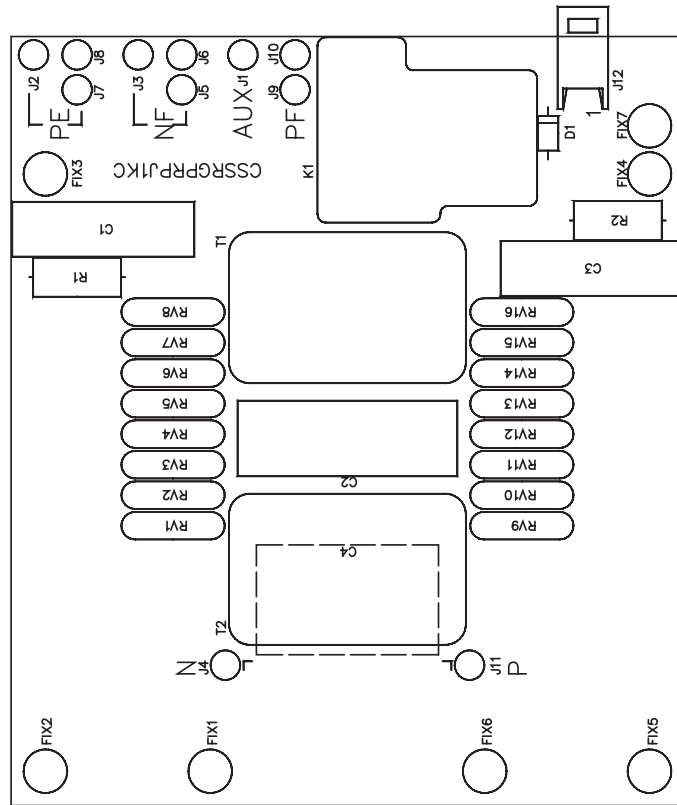 J2
J8
J3
J6
J1
J10
J12
J7
J5
J9
PE
NF
AUX
PF
D1
1
FIX7
FIX3
CSSRGPRPJ1KC
K1
FIX4
C1
T1
R2
R1
C3
RV8
RV16
RV7
RV15
RV6
RV14
RV5
RV13
RV4
RV12
RV3
RV11
C2
RV2
RV10
RV1
RV9
C4
T2
N
J4
J11
P
FIX2
FIX1
FIX6
FIX5